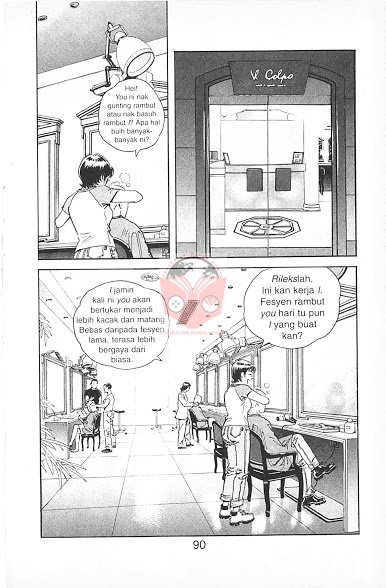 Hei!
You ni nak
gunting rambut
atau nak basuh
rambut I? Apa hal
buih banyak-
banyak ni?
V. Colpo
I jamin
kali ni you akan
bertukar menjadi
lebih kacak dan matang.
Bebas daripada fesyen
lama, terasa lebih
bergaya dari
biasa.
Rilekslah.
Ini kan kerja I.
Fesyen rambut
you hari tu pun
I yang buat
kan?
90